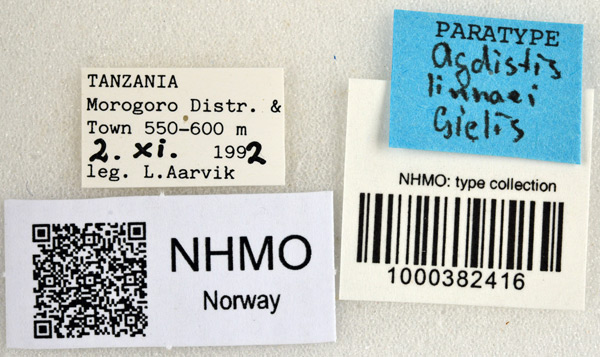 TANZANIA
Morogoro Distr. &
Town 550-600 m
2. xi. 1992
leg. L.Aarvik
PARATYPE
Agdistis
linnaei
Gielis
NHMO: type collection
1000382416
NHMO
Norway